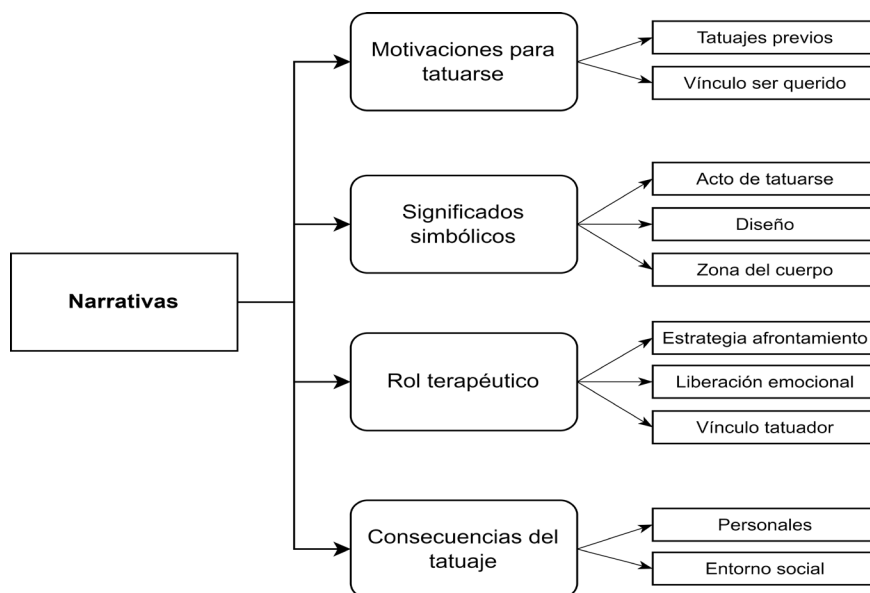 Narrativas
Motivaciones para
tatuarse
Tatuajes previos
Vínculo ser querido
Significados
simbólicos
Acto de tatuarse
Diseño
Zona del cuerpo
Rol terapéutico
Estrategia afrontamiento
Liberación emocional
Vínculo tatuador
Consecuencias del
tatuaje
Personales
Entorno social